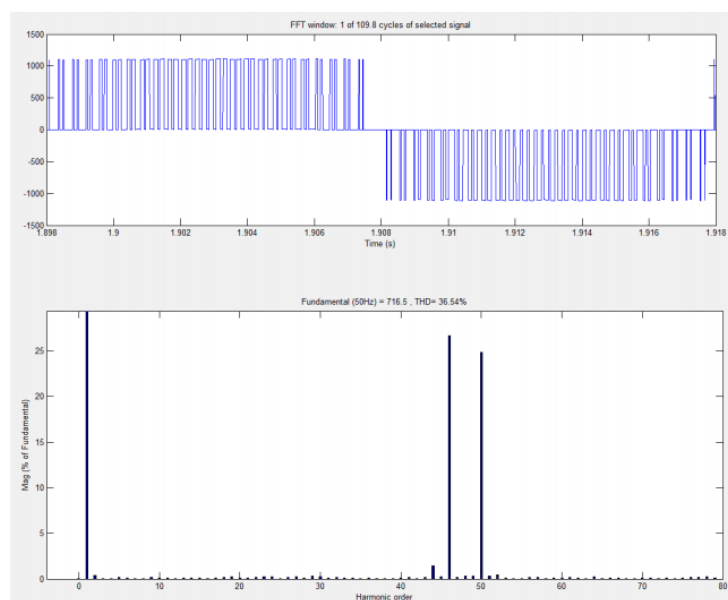 FFT window: 1 of 109.8 cycles of selected signal
1500
1000
500
0
-500
-1000
-1500
1.898 1.9 1.902 1.904 1.906 1.908 1.91 1.912 1.914 1.916 1.918
Time (s)
Fundamental (50Hz) = 716.5 , THD= 36.54%
Mag (% of Fundamental)
25
20
15
10
5
0
0 10 20 30 40 50 60 70 80
Harmonic order